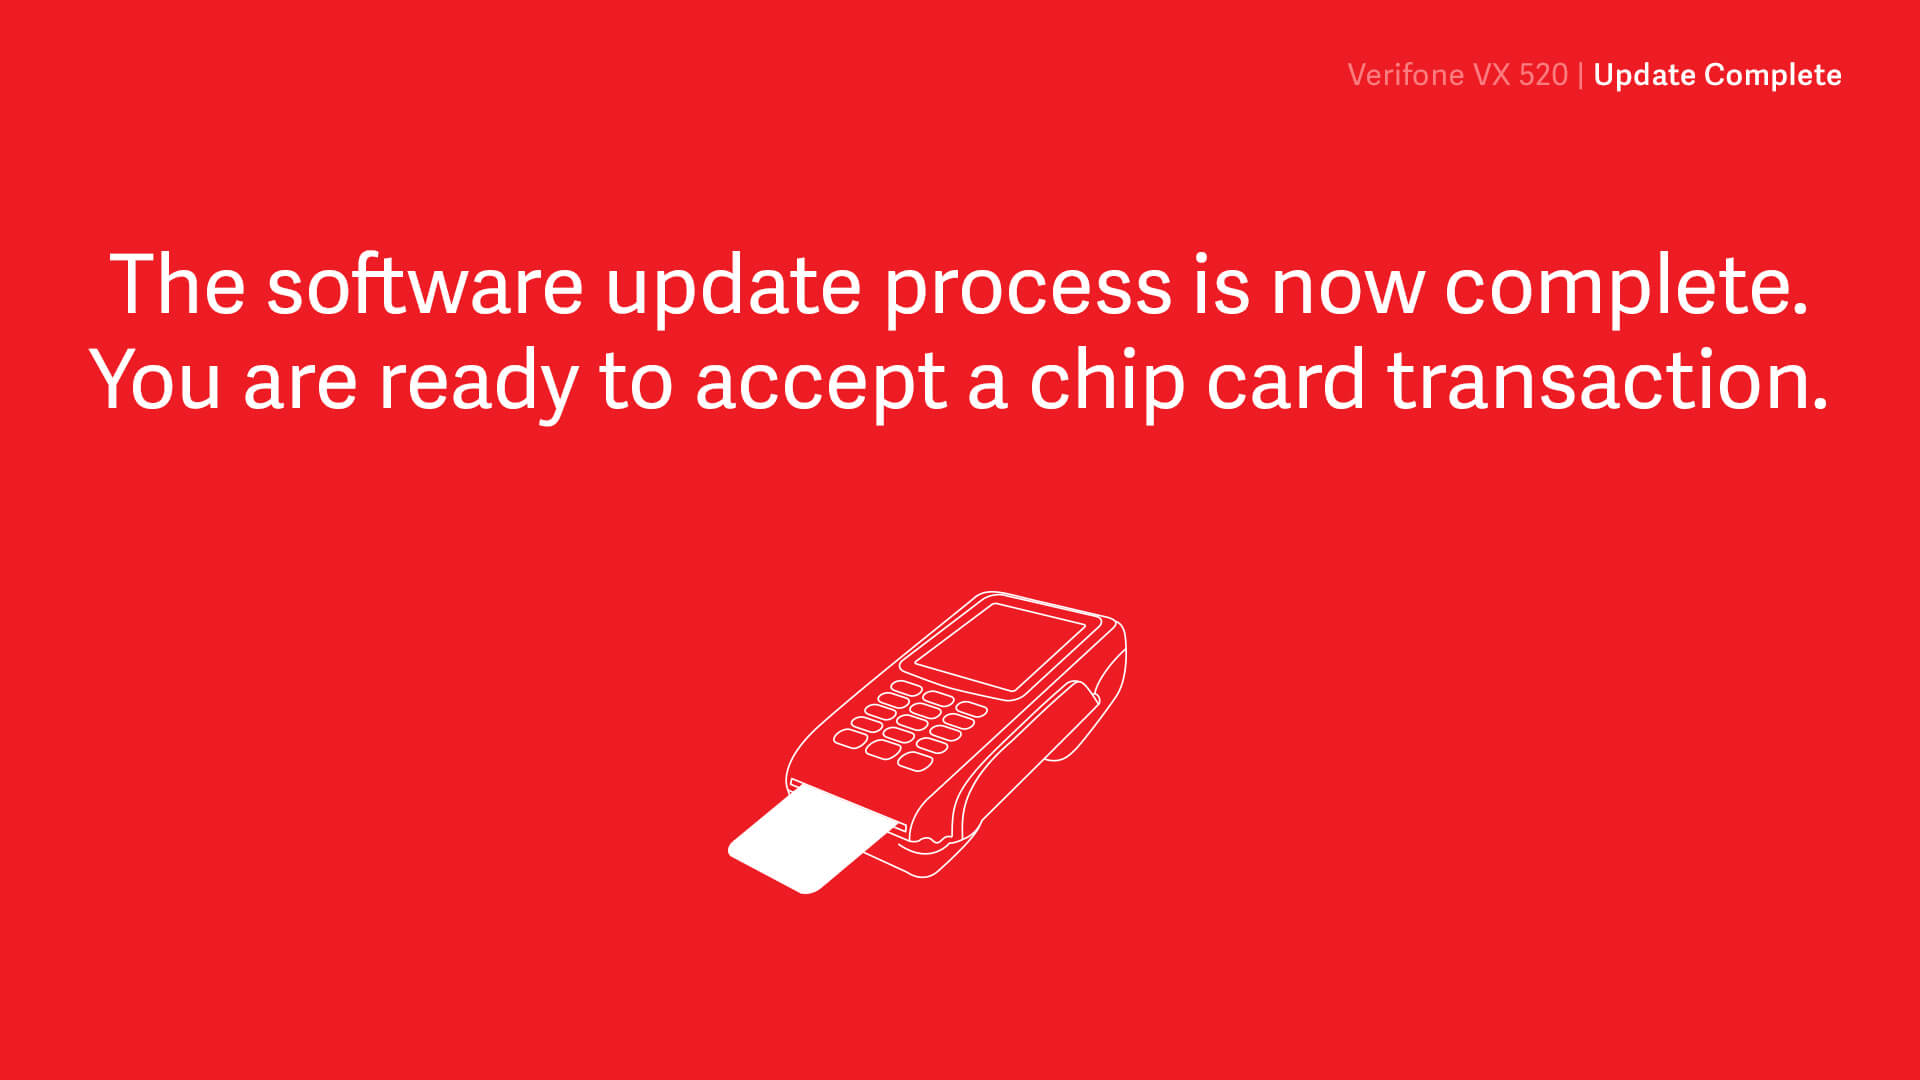 Verifone VX 520 | Update Complete
The software update process is now complete.
You are ready to accept a chip card transaction.